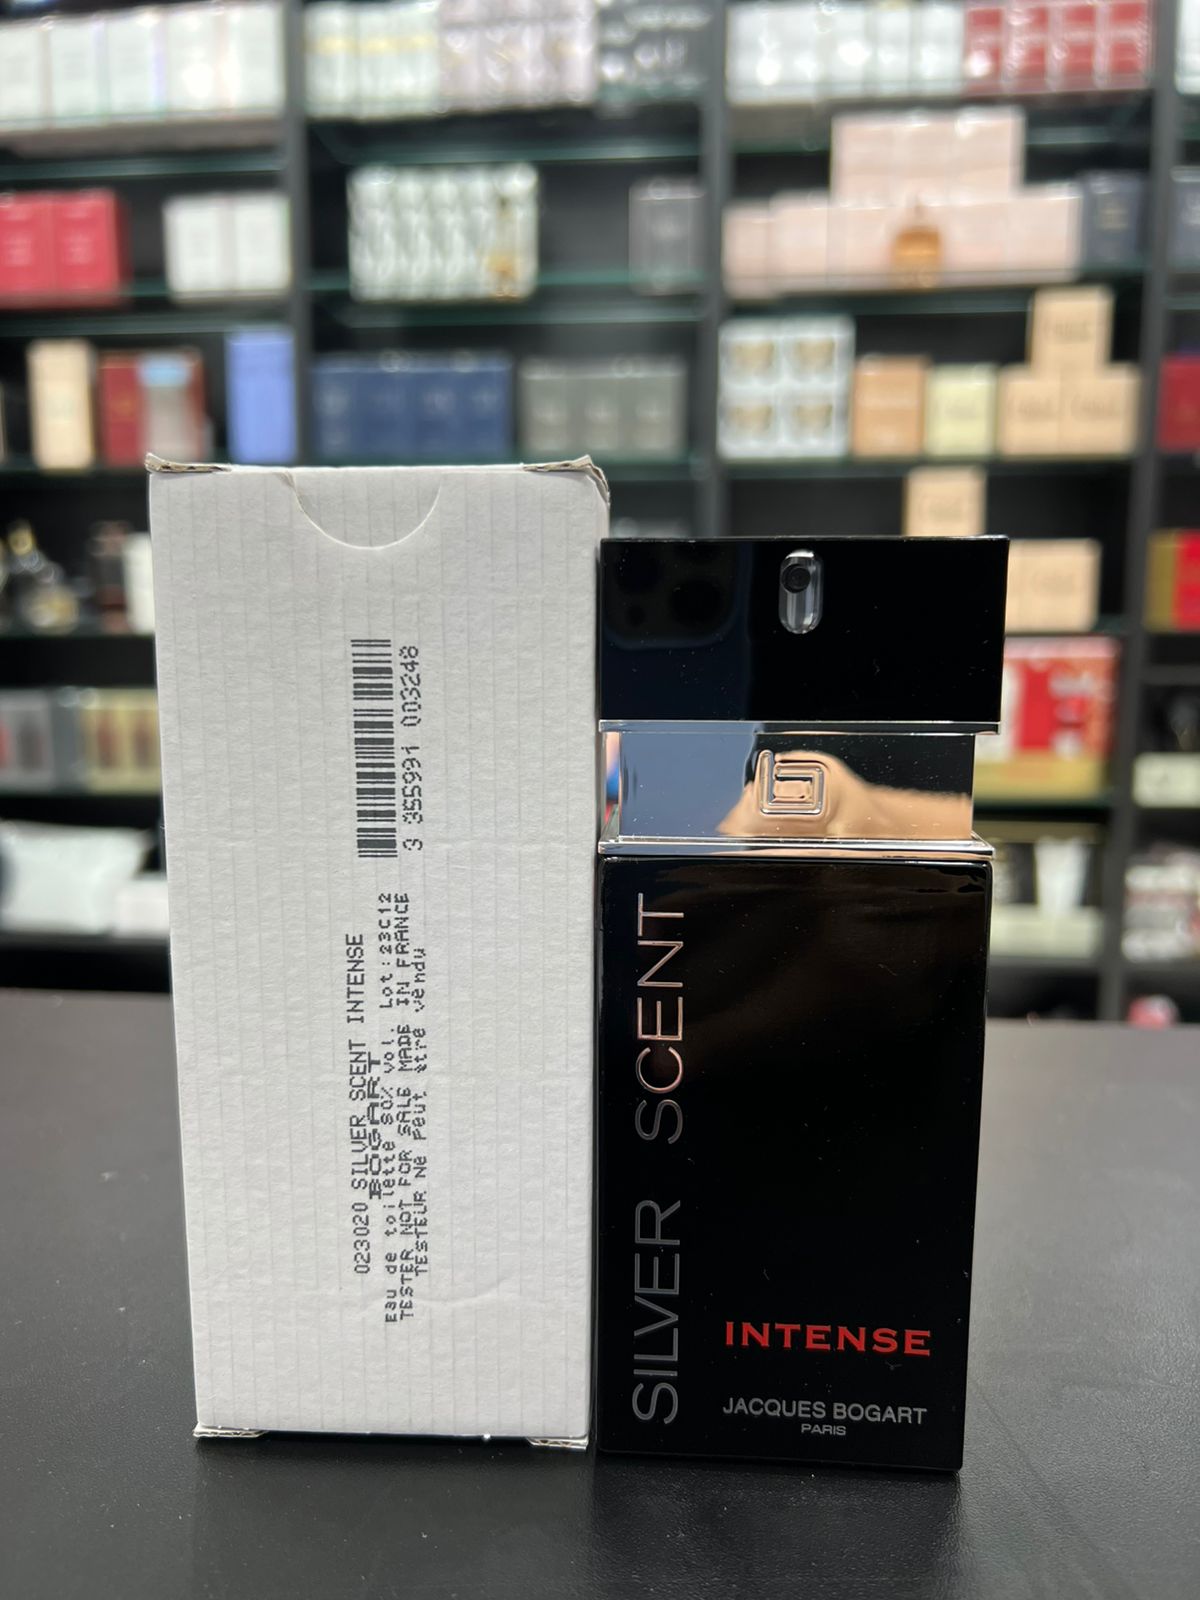 3 355991 003248
023020 SILVER SCENT INTENSE
BOGART
Eau de toilette 80% vol. Lot:23C12
TESTER NOT FOR SALE MADE IN FRANCE
TESTEUR Ne Peut être vendu
SILVER SCENT
INTENSE
JACQUES BOGART
PARIS